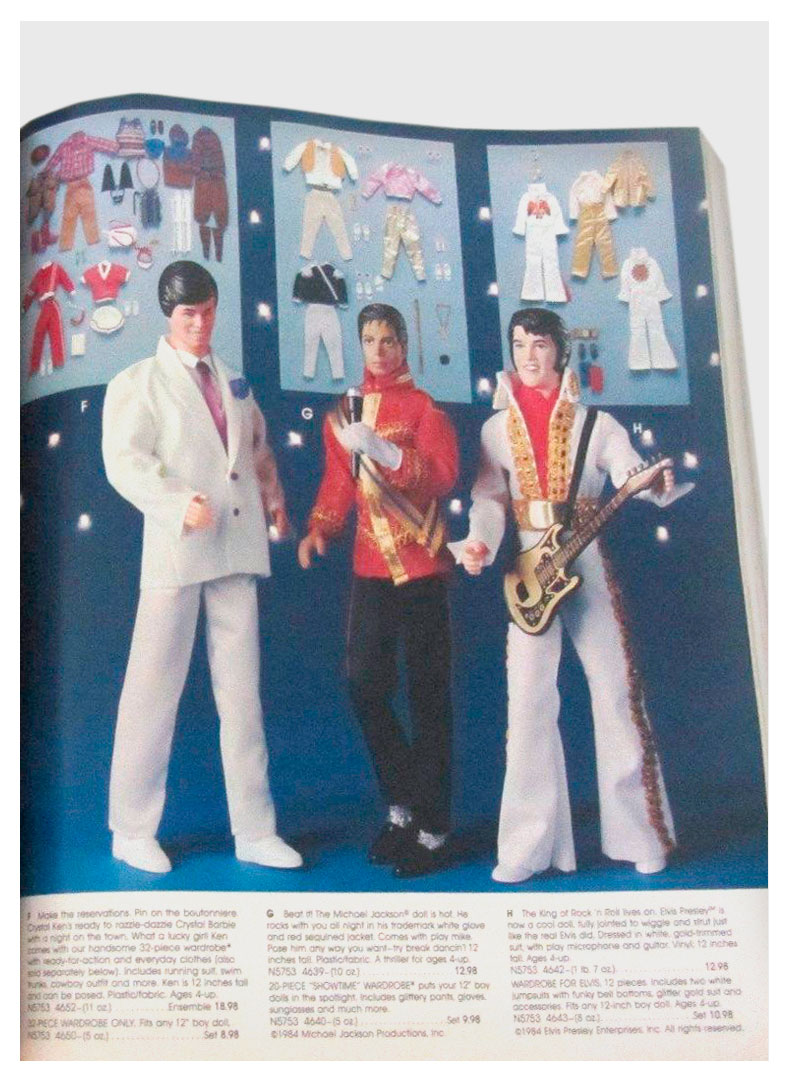 F
G
H
F Make the reservations. Pin on the boutonniere.
Crystal Ken's ready to razzle-dazzle Crystal Barbie
with a night on the town. What a lucky girl! Ken
comes with our handsome 32-piece wardrobe*
with ready-for-action and everyday clothes (also
sold separately below). Includes running suit, swim
trunks, cowboy outfit and more. Ken is 12 inches tall
and can be posed. Plastic/fabric. Ages 4-up.
N5753 4652-(11 oz.) .......... Ensemble 18.98
32-PIECE WARDROBE ONLY. Fits any 12" boy doll.
N5753 4650-(5 oz.) .................... Set 8.98
G Beat it! The Michael Jackson® doll is hot. He
rocks with you all night in his trademark white glove
and red sequined jacket. Comes with play mike.
Pose him any way you want—try break dancin'! 12
inches tall. Plastic/fabric. A thriller for ages 4-up.
N5753 4639-(10 oz.) .................... 12.98
20-PIECE "SHOWTIME" WARDROBE* puts your 12" boy
dolls in the spotlight. Includes glittery pants, gloves,
sunglasses and much more.
N5753 4640-(5 oz.) .................... Set 9.98
©1984 Michael Jackson Productions, Inc.
H The King of Rock 'n Roll lives on. Elvis Presley℠ is
now a cool doll, fully jointed to wiggle and strut just
like the real Elvis did. Dressed in white, gold-trimmed
suit, with play microphone and guitar. Vinyl. 12 inches
tall. Ages 4-up.
N5753 4642-(1 lb. 7 oz.) .................... 12.98
WARDROBE FOR ELVIS. 12 pieces. Includes two white
jumpsuits with funky bell bottoms, glitter gold suit and
accessories. Fits any 12-inch boy doll. Ages 4-up.
N5753 4643-(8 oz.) .................... Set 10.98
©1984 Elvis Presley Enterprises, Inc. All rights reserved.